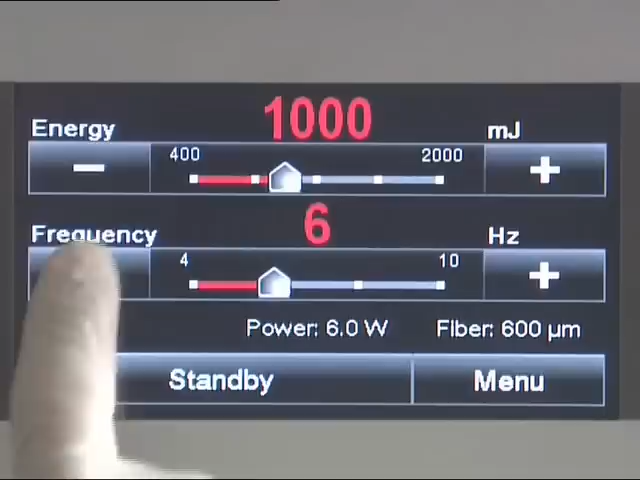 1000
Energy mJ
400 2000
− +
6
Frequency Hz
4 10
+
Power: 6.0 W Fiber: 600 µm
Standby Menu